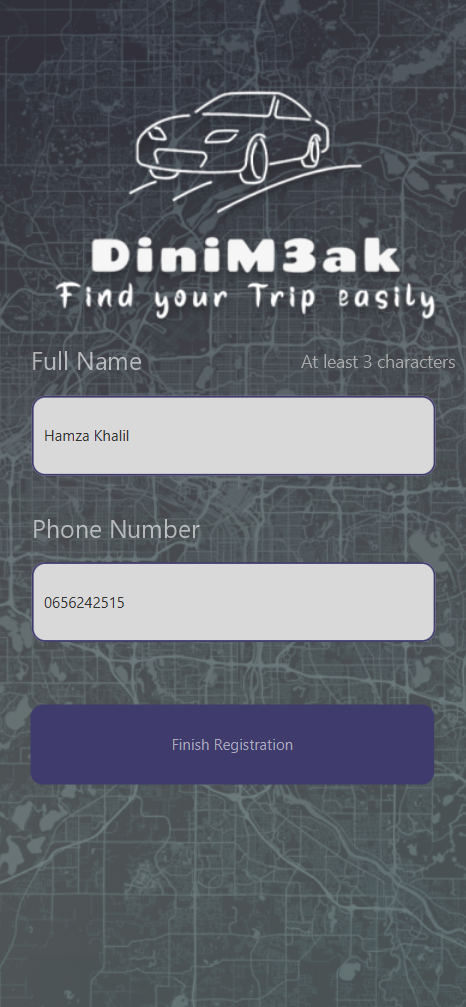 DiniM3ak
Find your Trip easily
Full Name At least 3 characters
Hamza Khalil
Phone Number
0656242515
Finish Registration